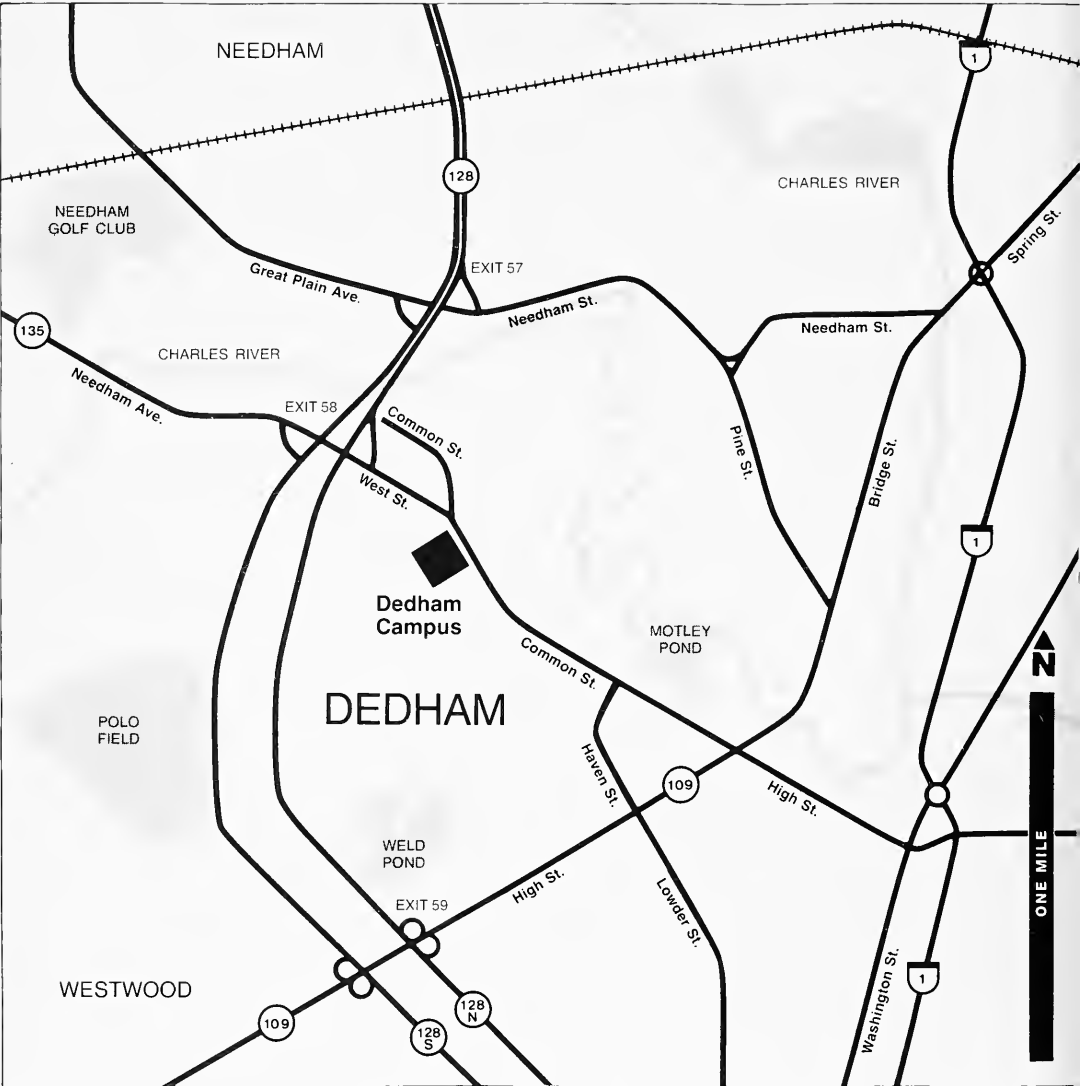 NEEDHAM
1
128
CHARLES RIVER
NEEDHAM
GOLF CLUB
Spring St.
Great Plain Ave.
EXIT 57
Needham St.
Needham St.
135
CHARLES RIVER
Needham Ave.
EXIT 58
Common St.
Pine St.
Bridge St.
West St.
1
Dedham
Campus
MOTLEY
POND
Common St.
N
DEDHAM
POLO
FIELD
Haven St.
109
High St.
WELD
POND
ONE MILE
High St.
EXIT 59
Lowder St.
Washington St.
1
WESTWOOD
109
128
N
128
S